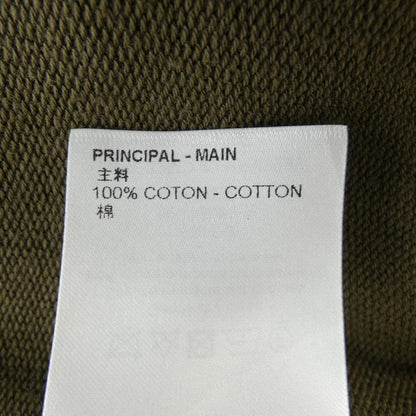 PRINCIPAL - MAIN
主料
100% COTON - COTTON
棉